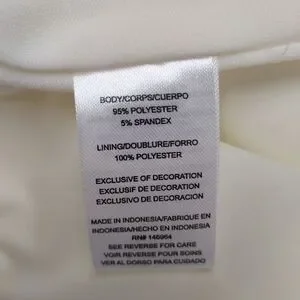 BODY/CORPS/CUERPO
95% POLYESTER
5% SPANDEX
LINING/DOUBLURE/FORRO
100% POLYESTER
EXCLUSIVE OF DECORATION
EXCLUSIF DE DECORATION
EXCLUSIVO DE DECORACION
MADE IN INDONESIA/FABRIQUE EN
INDONESIA/HECHO EN INDONESIA
RN# 146964
SEE REVERSE FOR CARE
VOIR REVERSE POUR SOINS
VER AL DORSO PARA CUIDADO